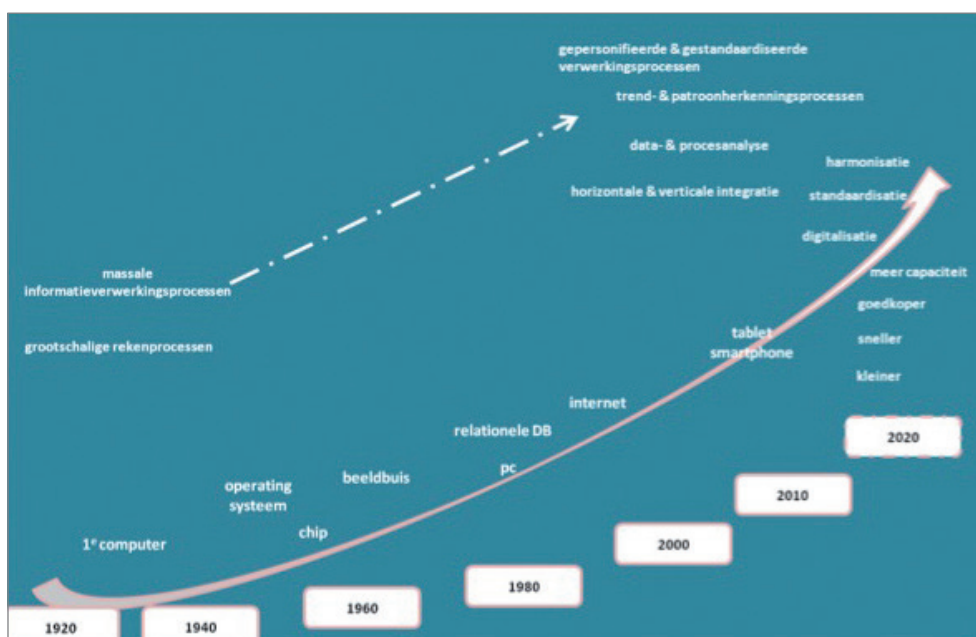 gepersonifieerde & gestandaardiseerde
verwerkingsprocessen
trend- & patroonherkenningsprocessen
data- & procesanalyse
harmonisatie
horizontale & verticale integratie
standaardisatie
digitalisatie
massale
informatieverwerkingsprocessen
meer capaciteit
goedkoper
grootschalige rekenprocessen
tablet
smartphone
sneller
kleiner
internet
relationele DB
2020
pc
beeldbuis
operating
systeem
2010
chip
1e computer
2000
1980
1960
1940
1920